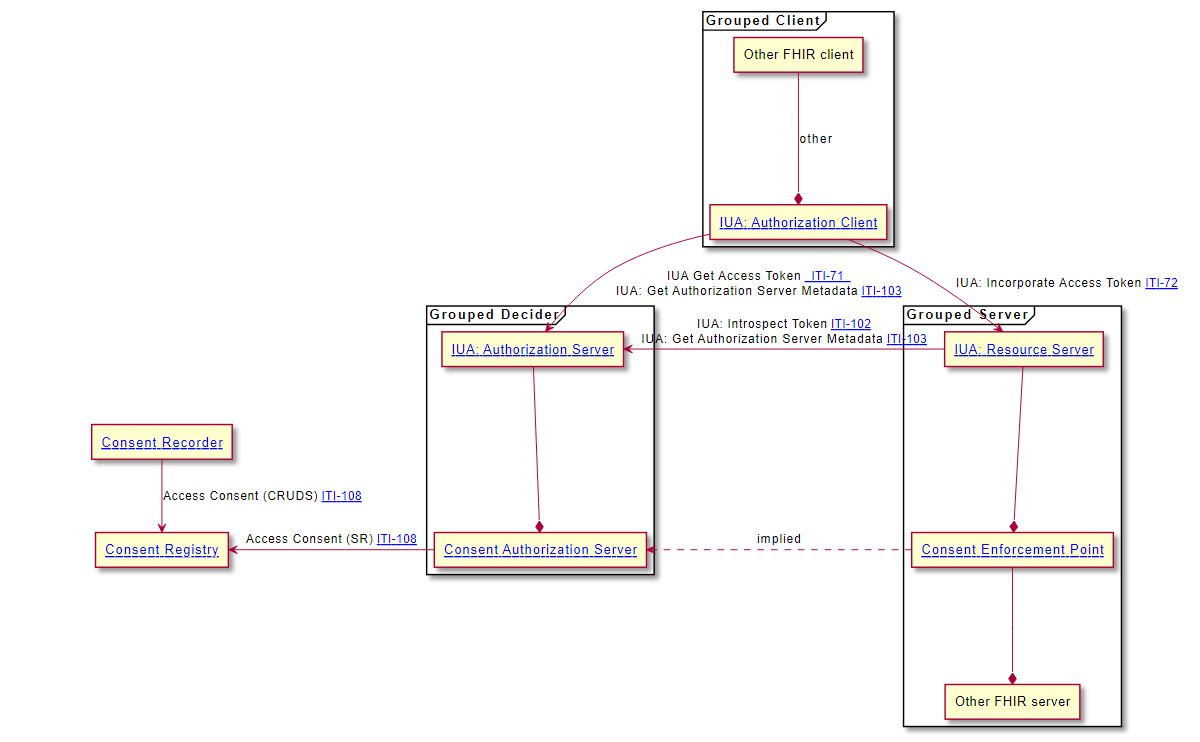 Grouped Client
Other FHIR client
other
IUA: Authorization Client
IUA Get Access Token  ITI-71
IUA: Get Authorization Server Metadata ITI-103
IUA: Incorporate Access Token ITI-72
Grouped Decider
Grouped Server
IUA: Introspect Token ITI-102
IUA: Get Authorization Server Metadata ITI-103
IUA: Authorization Server
IUA: Resource Server
Consent Recorder
Access Consent (CRUDS) ITI-108
Consent Registry
Access Consent (SR) ITI-108
Consent Authorization Server
implied
Consent Enforcement Point
Other FHIR server